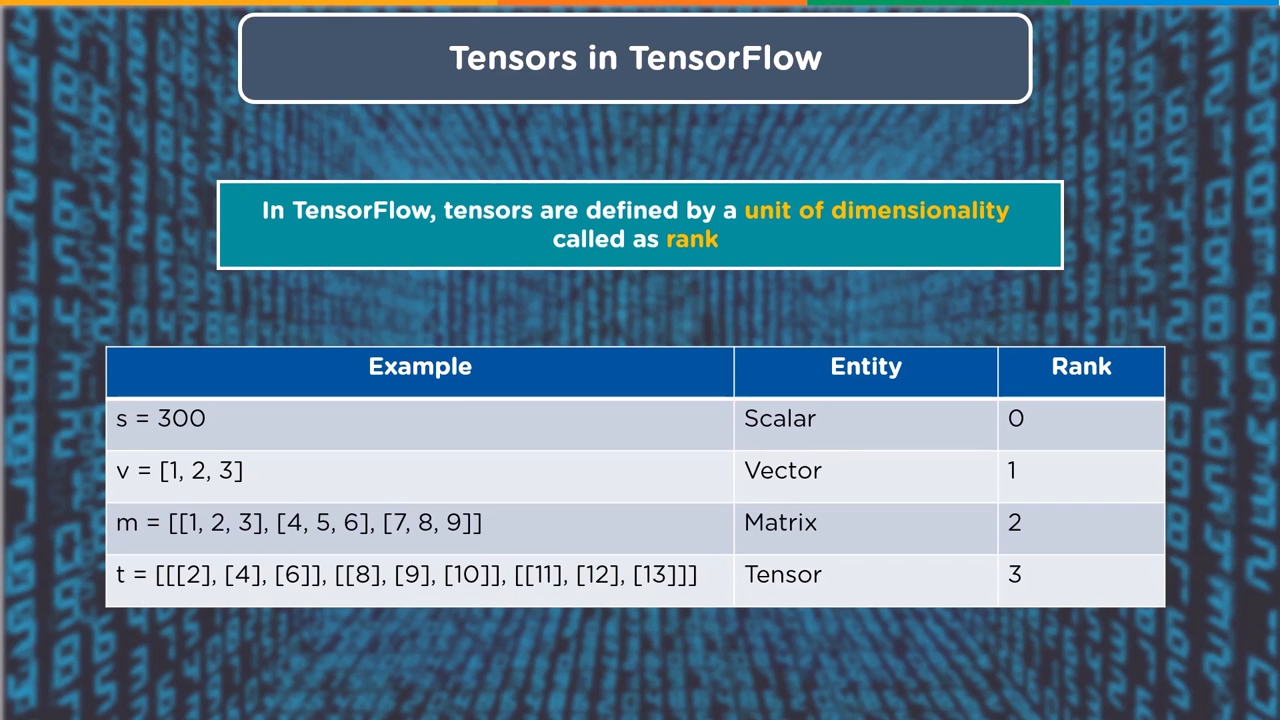 Tensors in TensorFlow
In TensorFlow, tensors are defined by a unit of dimensionality
called as rank
Example Entity Rank
s = 300 Scalar 0
v = [1, 2, 3] Vector 1
m = [[1, 2, 3], [4, 5, 6], [7, 8, 9]] Matrix 2
t = [[[2], [4], [6]], [[8], [9], [10]], [[11], [12], [13]]] Tensor 3